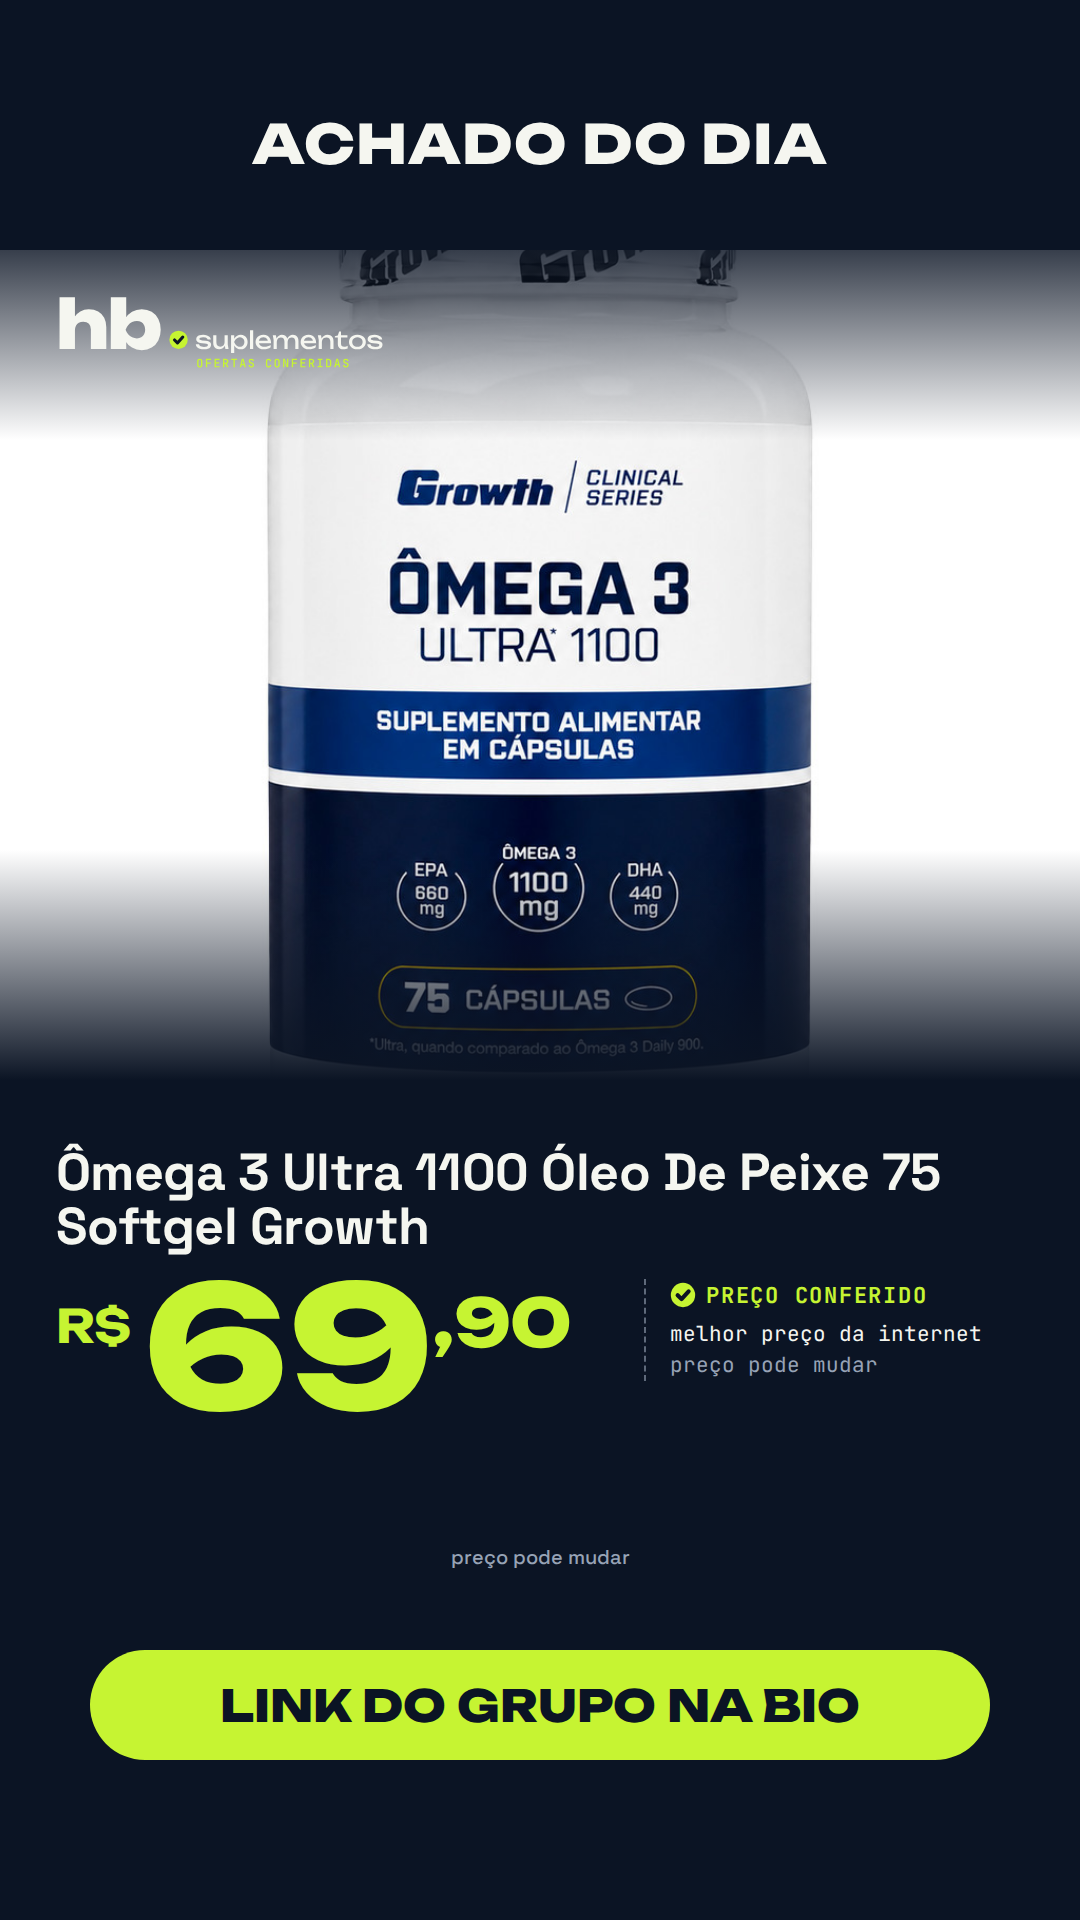 ACHADO DO DIA
hb suplementos
OFERTAS CONFERIDAS
Growth CLINICAL SERIES
ÔMEGA 3
ULTRA* 1100
SUPLEMENTO ALIMENTAR
EM CÁPSULAS
EPA
660
mg
ÔMEGA 3
1100
mg
DHA
440
mg
75 CÁPSULAS
*Ultra, quando comparado ao Ômega 3 Daily 900.
Ômega 3 Ultra 1100 Óleo De Peixe 75
Softgel Growth
R$ 69,90
PREÇO CONFERIDO
melhor preço da internet
preço pode mudar
preço pode mudar
LINK DO GRUPO NA BIO